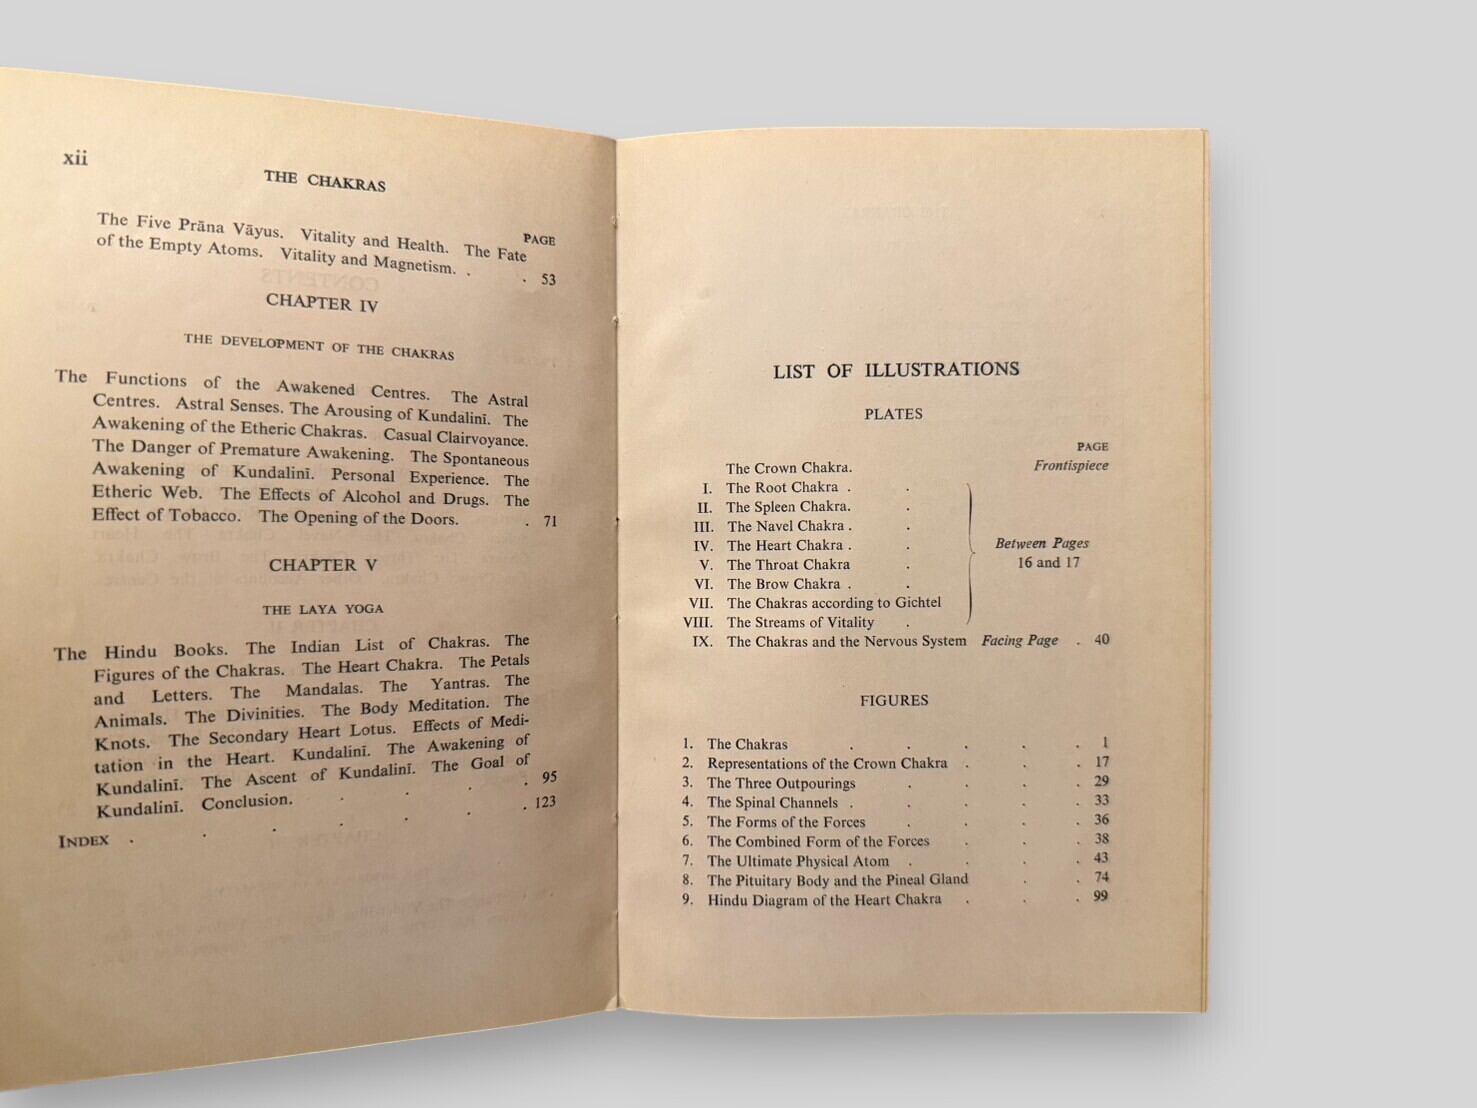 xii
THE CHAKRAS
PAGE
The Five Prāna Vāyus. Vitality and Health. The Fate
of the Empty Atoms. Vitality and Magnetism. . . 53
CHAPTER IV
THE DEVELOPMENT OF THE CHAKRAS
The Functions of the Awakened Centres. The Astral
Centres. Astral Senses. The Arousing of Kundalinī. The
Awakening of the Etheric Chakras. Casual Clairvoyance.
The Danger of Premature Awakening. The Spontaneous
Awakening of Kundalinī. Personal Experience. The
Etheric Web. The Effects of Alcohol and Drugs. The
Effect of Tobacco. The Opening of the Doors. . 71
CHAPTER V
THE LAYA YOGA
The Hindu Books. The Indian List of Chakras. The
Figures of the Chakras. The Heart Chakra. The Petals
and Letters. The Mandalas. The Yantras. The
Animals. The Divinities. The Body Meditation. The
Knots. The Secondary Heart Lotus. Effects of Medi-
tation in the Heart. Kundalinī. The Awakening of
Kundalinī. The Ascent of Kundalinī. The Goal of
Kundalinī. Conclusion. . . . . 95
INDEX . . . . . . . 123
LIST OF ILLUSTRATIONS
PLATES
PAGE
The Crown Chakra. Frontispiece
I. The Root Chakra . .
II. The Spleen Chakra. .
III. The Navel Chakra . .
IV. The Heart Chakra . .
V. The Throat Chakra .
VI. The Brow Chakra . .
VII. The Chakras according to Gichtel
VIII. The Streams of Vitality .
Between Pages
16 and 17
IX. The Chakras and the Nervous System Facing Page . 40
FIGURES
1. The Chakras . . . . . 1
2. Representations of the Crown Chakra . . . 17
3. The Three Outpourings . . . . 29
4. The Spinal Channels . . . . . 33
5. The Forms of the Forces . . . . 36
6. The Combined Form of the Forces . . . 38
7. The Ultimate Physical Atom . . . . 43
8. The Pituitary Body and the Pineal Gland . . 74
9. Hindu Diagram of the Heart Chakra . . . 99